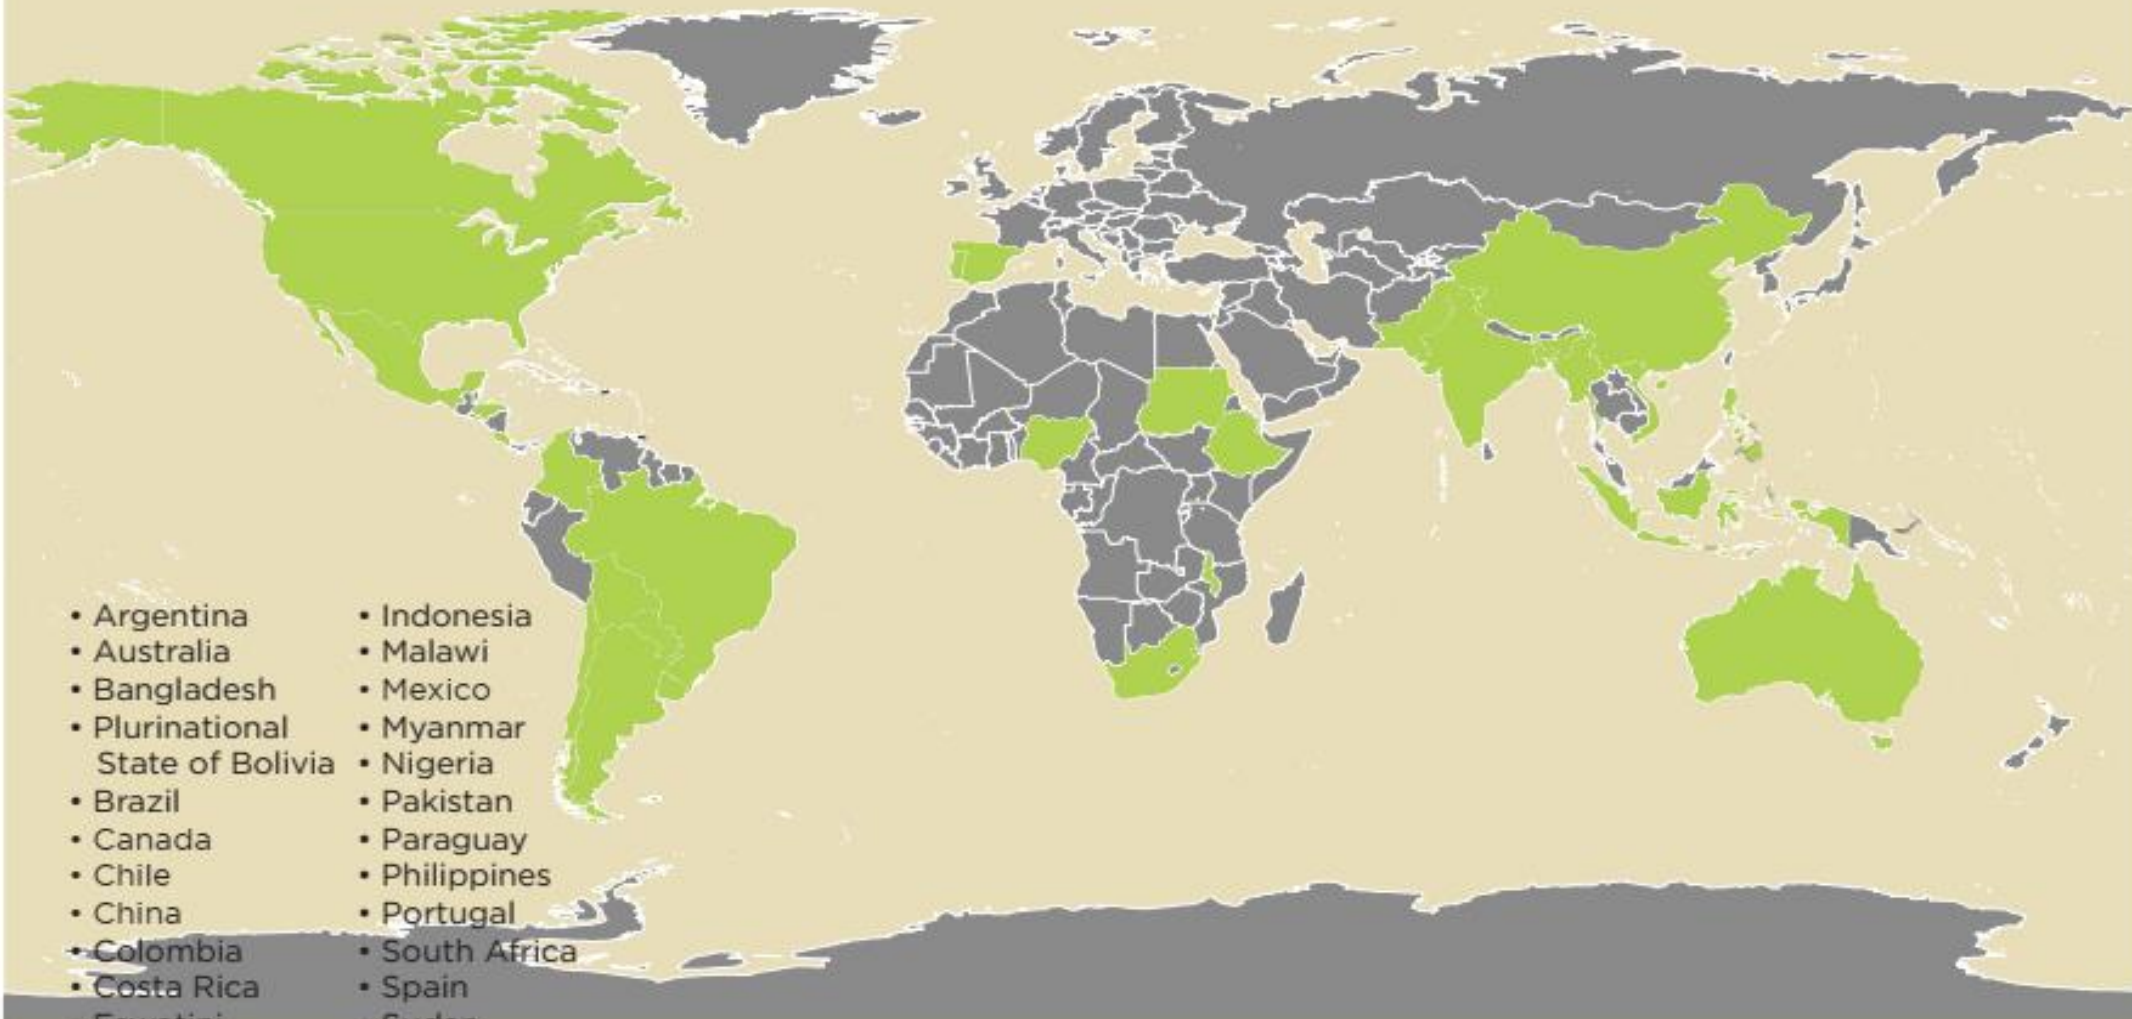 • Argentina
• Australia
• Bangladesh
• Plurinational
State of Bolivia
• Brazil
• Canada
• Chile
• China
• Colombia
• Costa Rica
• Indonesia
• Malawi
• Mexico
• Myanmar
• Nigeria
• Pakistan
• Paraguay
• Philippines
• Portugal
• South Africa
• Spain